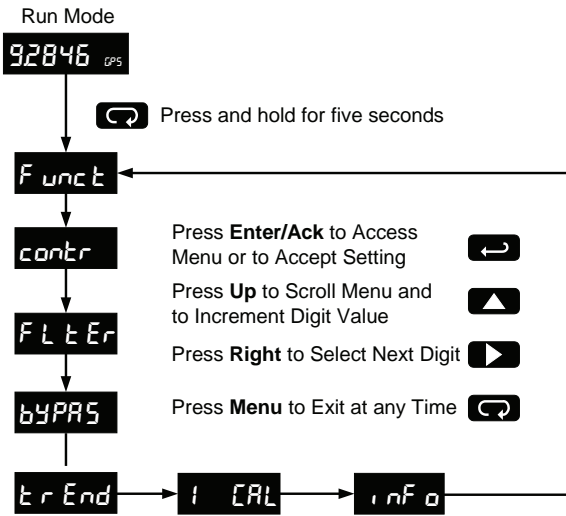 Run Mode
9.2846 GPS
Press and hold for five seconds
Funct
contr
Press Enter/Ack to Access
Menu or to Accept Setting
FLtEr
Press Up to Scroll Menu and
to Increment Digit Value
Press Right to Select Next Digit
bYPAS
Press Menu to Exit at any Time
trEnd
I CAL
inFo